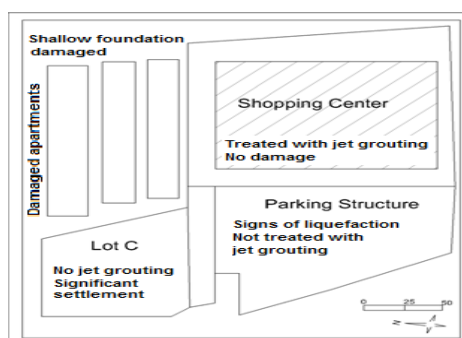 Shallow foundation
damaged
Damaged apartments
Shopping Center
Treated with jet grouting
No damage
Parking Structure
Signs of liquefaction
Not treated with
jet grouting
Lot C
No jet grouting
Significant
settlement
0 25 50
N